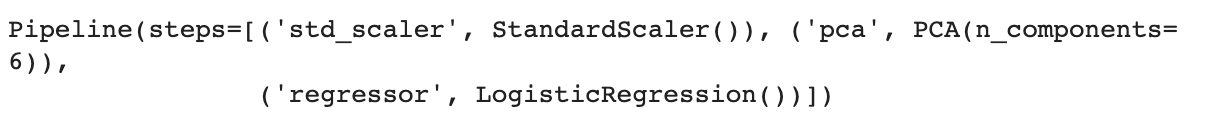 Pipeline(steps=[('std_scaler', StandardScaler()), ('pca', PCA(n_components=
6)),
                ('regressor', LogisticRegression())])